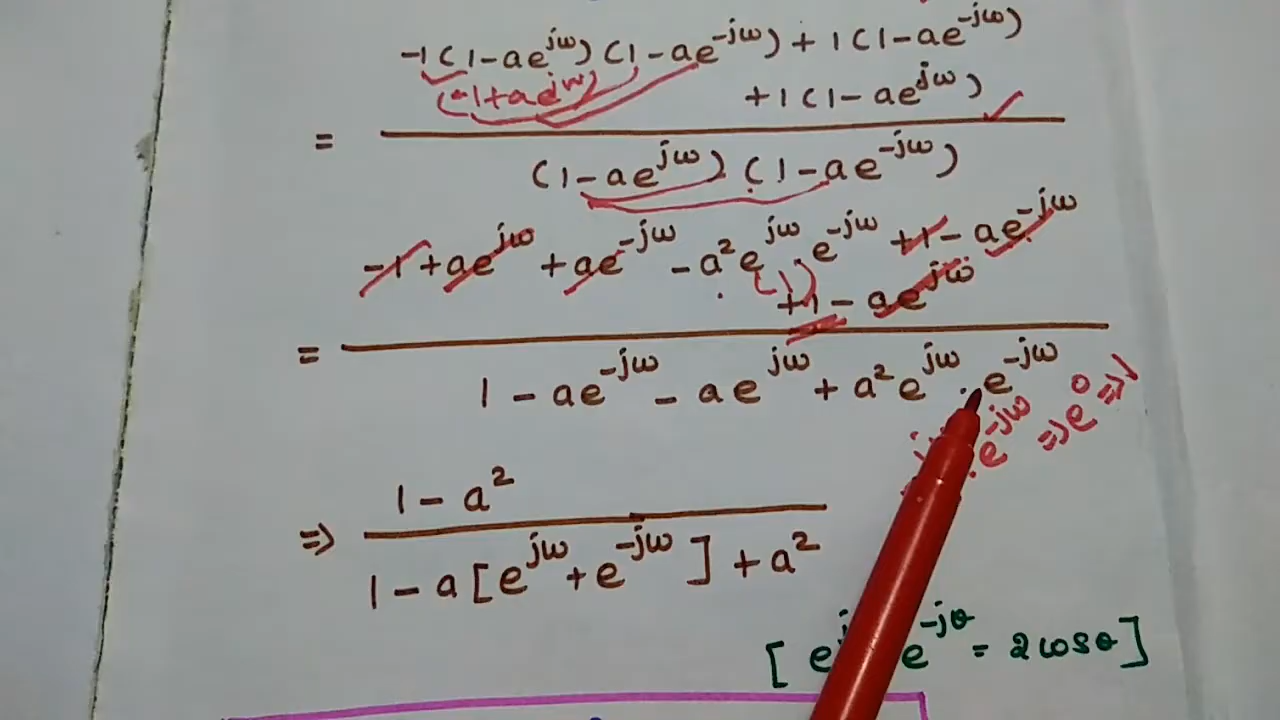 -1(1-ae^{jω})(1-ae^{-jω})+1(1-ae^{-jω})
(-1+ae^{jω})
+1(1-ae^{jω})
=
(1-ae^{jω})(1-ae^{-jω})
-1+ae^{jω}+ae^{-jω}-a²e^{jω}e^{-jω}+1-ae^{-jω}
+1-ae^{jω}
=
1-ae^{-jω}-ae^{jω}+a²e^{jω}.e^{-jω}
.e^{-jω}⇒e^0⇒1
1-a²
⇒
1-a[e^{jω}+e^{-jω}]+a²
[e^{j e^{-jθ}=2cosθ]